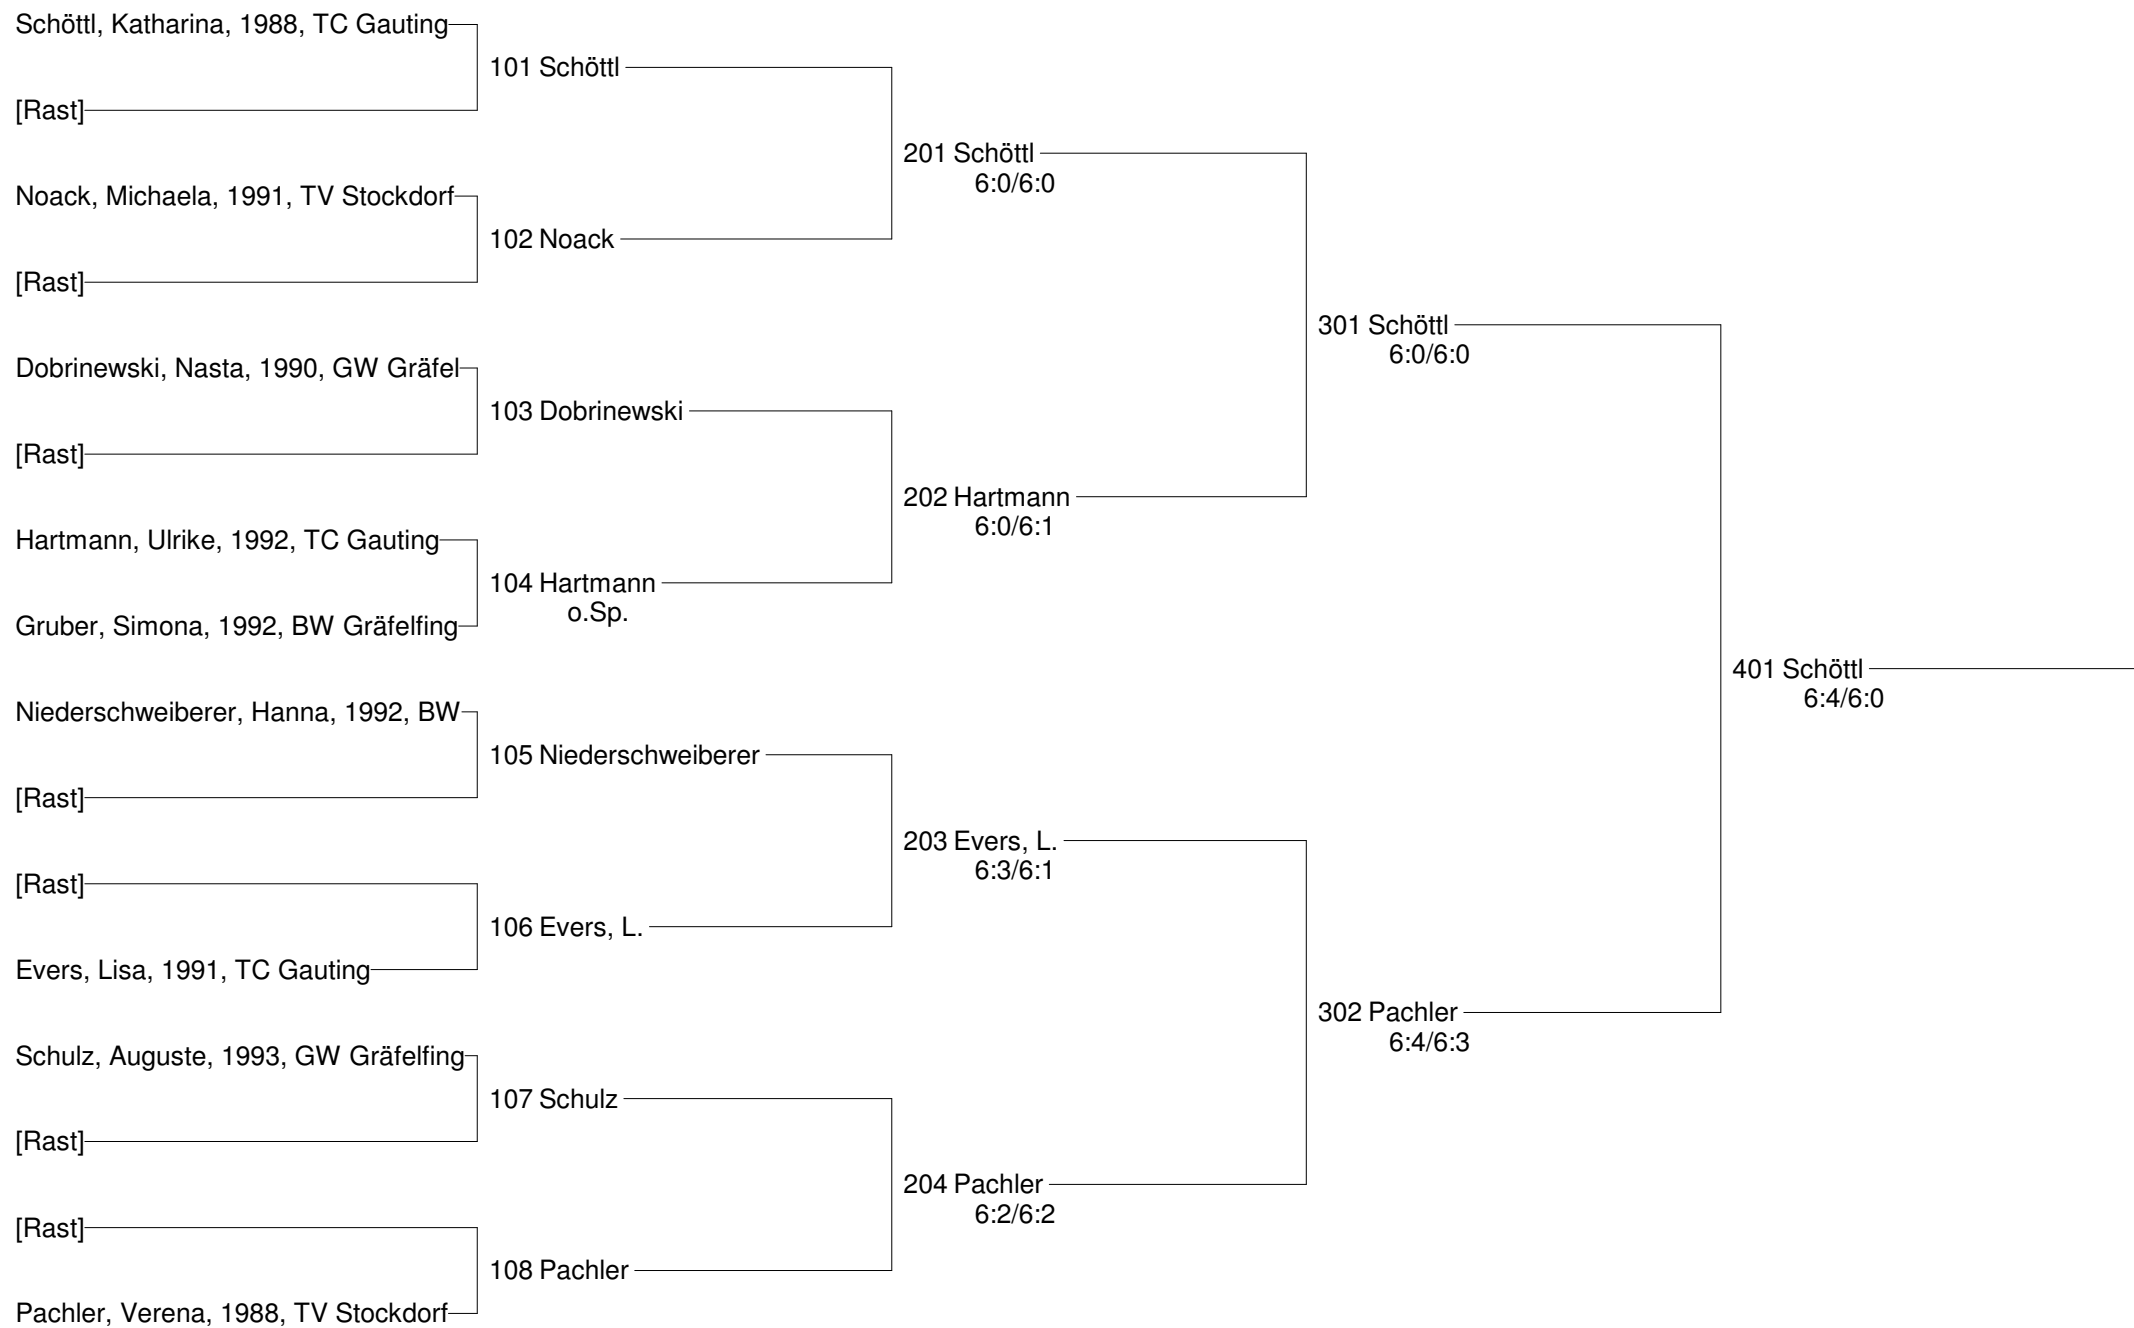 Schöttl, Katharina, 1988, TC Gauting
101 Schöttl
[Rast]
201 Schöttl
6:0/6:0
Noack, Michaela, 1991, TV Stockdorf
102 Noack
[Rast]
301 Schöttl
6:0/6:0
Dobrinewski, Nasta, 1990, GW Gräfel
103 Dobrinewski
[Rast]
202 Hartmann
6:0/6:1
Hartmann, Ulrike, 1992, TC Gauting
104 Hartmann
o.Sp.
Gruber, Simona, 1992, BW Gräfelfing
401 Schöttl
6:4/6:0
Niederschweiberer, Hanna, 1992, BW
105 Niederschweiberer
[Rast]
203 Evers, L.
6:3/6:1
[Rast]
106 Evers, L.
Evers, Lisa, 1991, TC Gauting
302 Pachler
6:4/6:3
Schulz, Auguste, 1993, GW Gräfelfing
107 Schulz
[Rast]
204 Pachler
6:2/6:2
[Rast]
108 Pachler
Pachler, Verena, 1988, TV Stockdorf